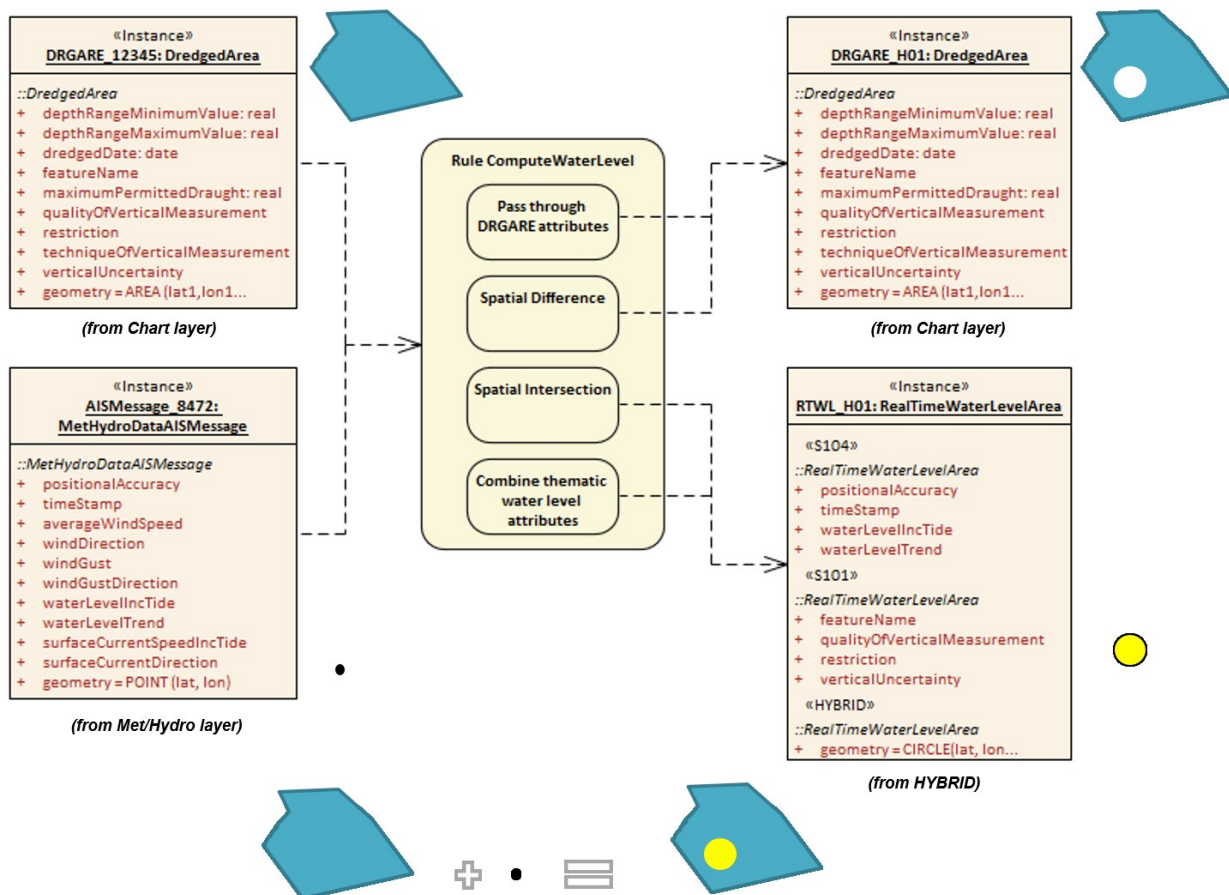 «Instance»
DRGARE_12345: DredgedArea
::DredgedArea
+ depthRangeMinimumValue: real
+ depthRangeMaximumValue: real
+ dredgedDate: date
+ featureName
+ maximumPermittedDraught: real
+ qualityOfVerticalMeasurement
+ restriction
+ techniqueOfVerticalMeasurement
+ verticalUncertainty
+ geometry = AREA (lat1,lon1...
(from Chart layer)
«Instance»
AISMessage_8472:
MetHydroDataAISMessage
::MetHydroDataAISMessage
+ positionalAccuracy
+ timeStamp
+ averageWindSpeed
+ windDirection
+ windGust
+ windGustDirection
+ waterLevelIncTide
+ waterLevelTrend
+ surfaceCurrentSpeedIncTide
+ surfaceCurrentDirection
+ geometry = POINT (lat, lon)
(from Met/Hydro layer)
Rule ComputeWaterLevel
Pass through
DRGARE attributes
Spatial Difference
Spatial Intersection
Combine thematic
water level
attributes
«Instance»
DRGARE_H01: DredgedArea
::DredgedArea
+ depthRangeMinimumValue: real
+ depthRangeMaximumValue: real
+ dredgedDate: date
+ featureName
+ maximumPermittedDraught: real
+ qualityOfVerticalMeasurement
+ restriction
+ techniqueOfVerticalMeasurement
+ verticalUncertainty
+ geometry = AREA (lat1,lon1...
(from Chart layer)
«Instance»
RTWL_H01: RealTimeWaterLevelArea
«S104»
::RealTimeWaterLevelArea
+ positionalAccuracy
+ timeStamp
+ waterLevelIncTide
+ waterLevelTrend
«S101»
::RealTimeWaterLevelArea
+ featureName
+ qualityOfVerticalMeasurement
+ restriction
+ verticalUncertainty
«HYBRID»
::RealTimeWaterLevelArea
+ geometry = CIRCLE(lat, lon...
(from HYBRID)